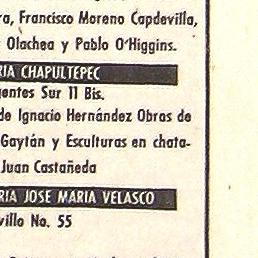 ra, Francisco Moreno Capdevilla,
Olachea y Pablo O'Higgins.
RIA CHAPULTEPEC
gentes Sur 11 Bis.
de Ignacio Hernández Obras de
Gaytán y Esculturas en chata-
Juan Castañeda
RIA JOSE MARIA VELASCO
villo No. 55